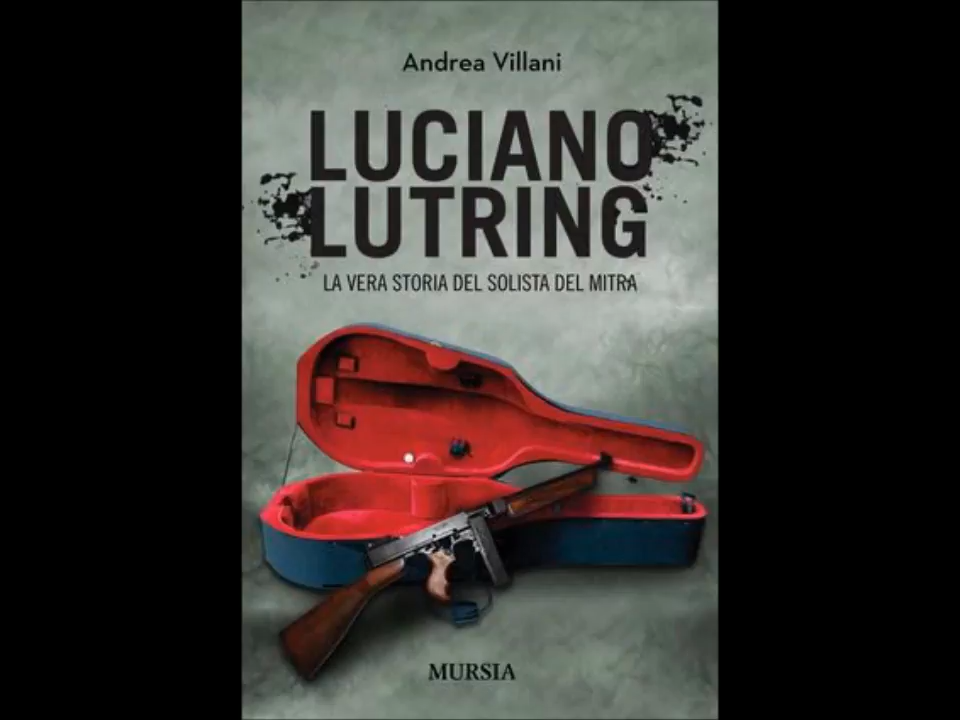 Andrea Villani
LUCIANO
LUTRING
LA VERA STORIA DEL SOLISTA DEL MITRA
MURSIA